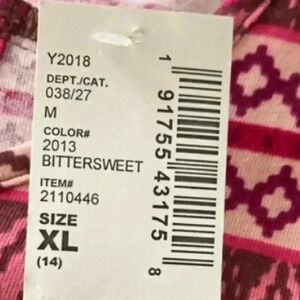 Y2018
DEPT./CAT.
038/27
M
COLOR#
2013
BITTERSWEET
ITEM#
2110446
SIZE
XL
(14)
1 91755 43175 8